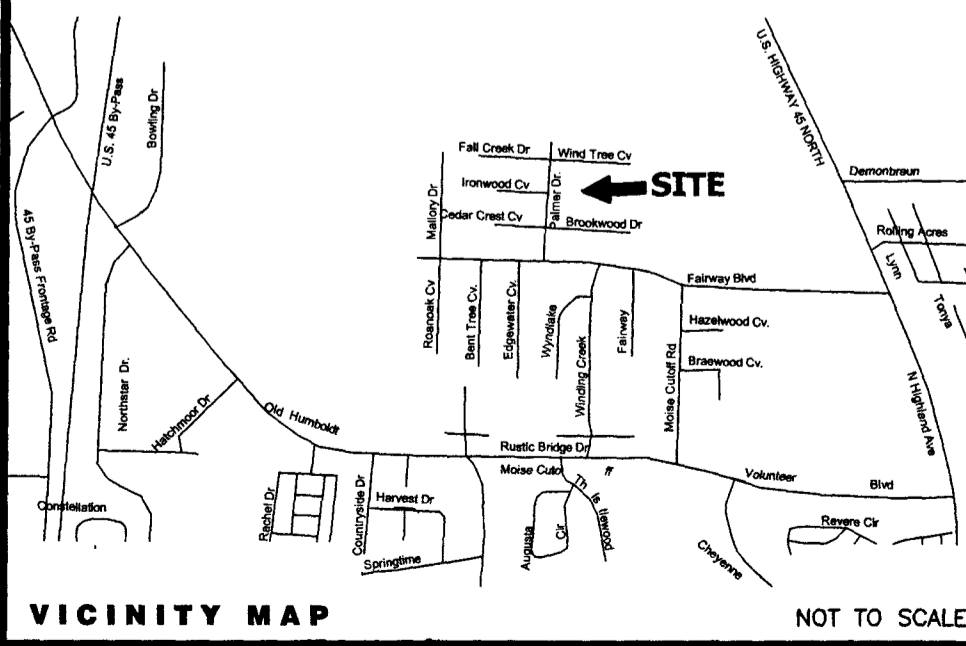 U.S. HIGHWAY 45 NORTH
U.S. 45 By-Pass
Bowling Dr
Fall Creek Dr
Wind Tree Cv
Demonbraun
Ironwood Cv
Palmer Dr.
SITE
Mallory Dr
Cedar Crest Cv
Brookwood Dr
45 By-Pass Frontage Rd
Rolling Acres
Lynn
Tonya
Fairway Blvd
Roanoak Cv
Bent Tree Cv.
Edgewater Cv.
Wyndlake
Winding Creek
Fairway
Moise Cutoff Rd
Hazelwood Cv.
Braewood Cv.
Northstar Dr.
Hatchmoor Dr
N Highland Ave
Old Humboldt
Rustic Bridge Dr
Moise Cuto ff
Volunteer Blvd
Th is tlewood
Constellation
Rachel Dr
Countryside Dr
Harvest Dr
Augusta Cir
Revere Cir
Springtime
Cheyenne
VICINITY MAP
NOT TO SCALE